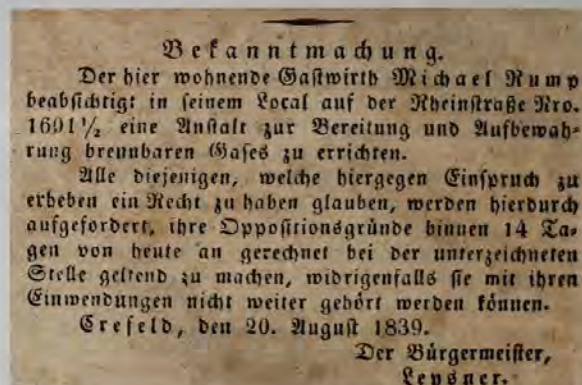 Bekanntmachung.
Der hier wohnende Gastwirth Michael Rump
beabsichtigt in seinem Local auf der Rheinstraße Nro.
1691½ eine Anstalt zur Bereitung und Aufbewah-
rung brennbaren Gases zu errichten.
Alle diejenigen, welche hiergegen Einspruch zu
erheben ein Recht zu haben glauben, werden hierdurch
aufgefordert, ihre Oppositionsgründe binnen 14 Ta-
gen von heute an gerechnet bei der unterzeichneten
Stelle geltend zu machen, widrigenfalls sie mit ihren
Einwendungen nicht weiter gehört werden können.
Crefeld, den 20. August 1839.
Der Bürgermeister,
Leysner.